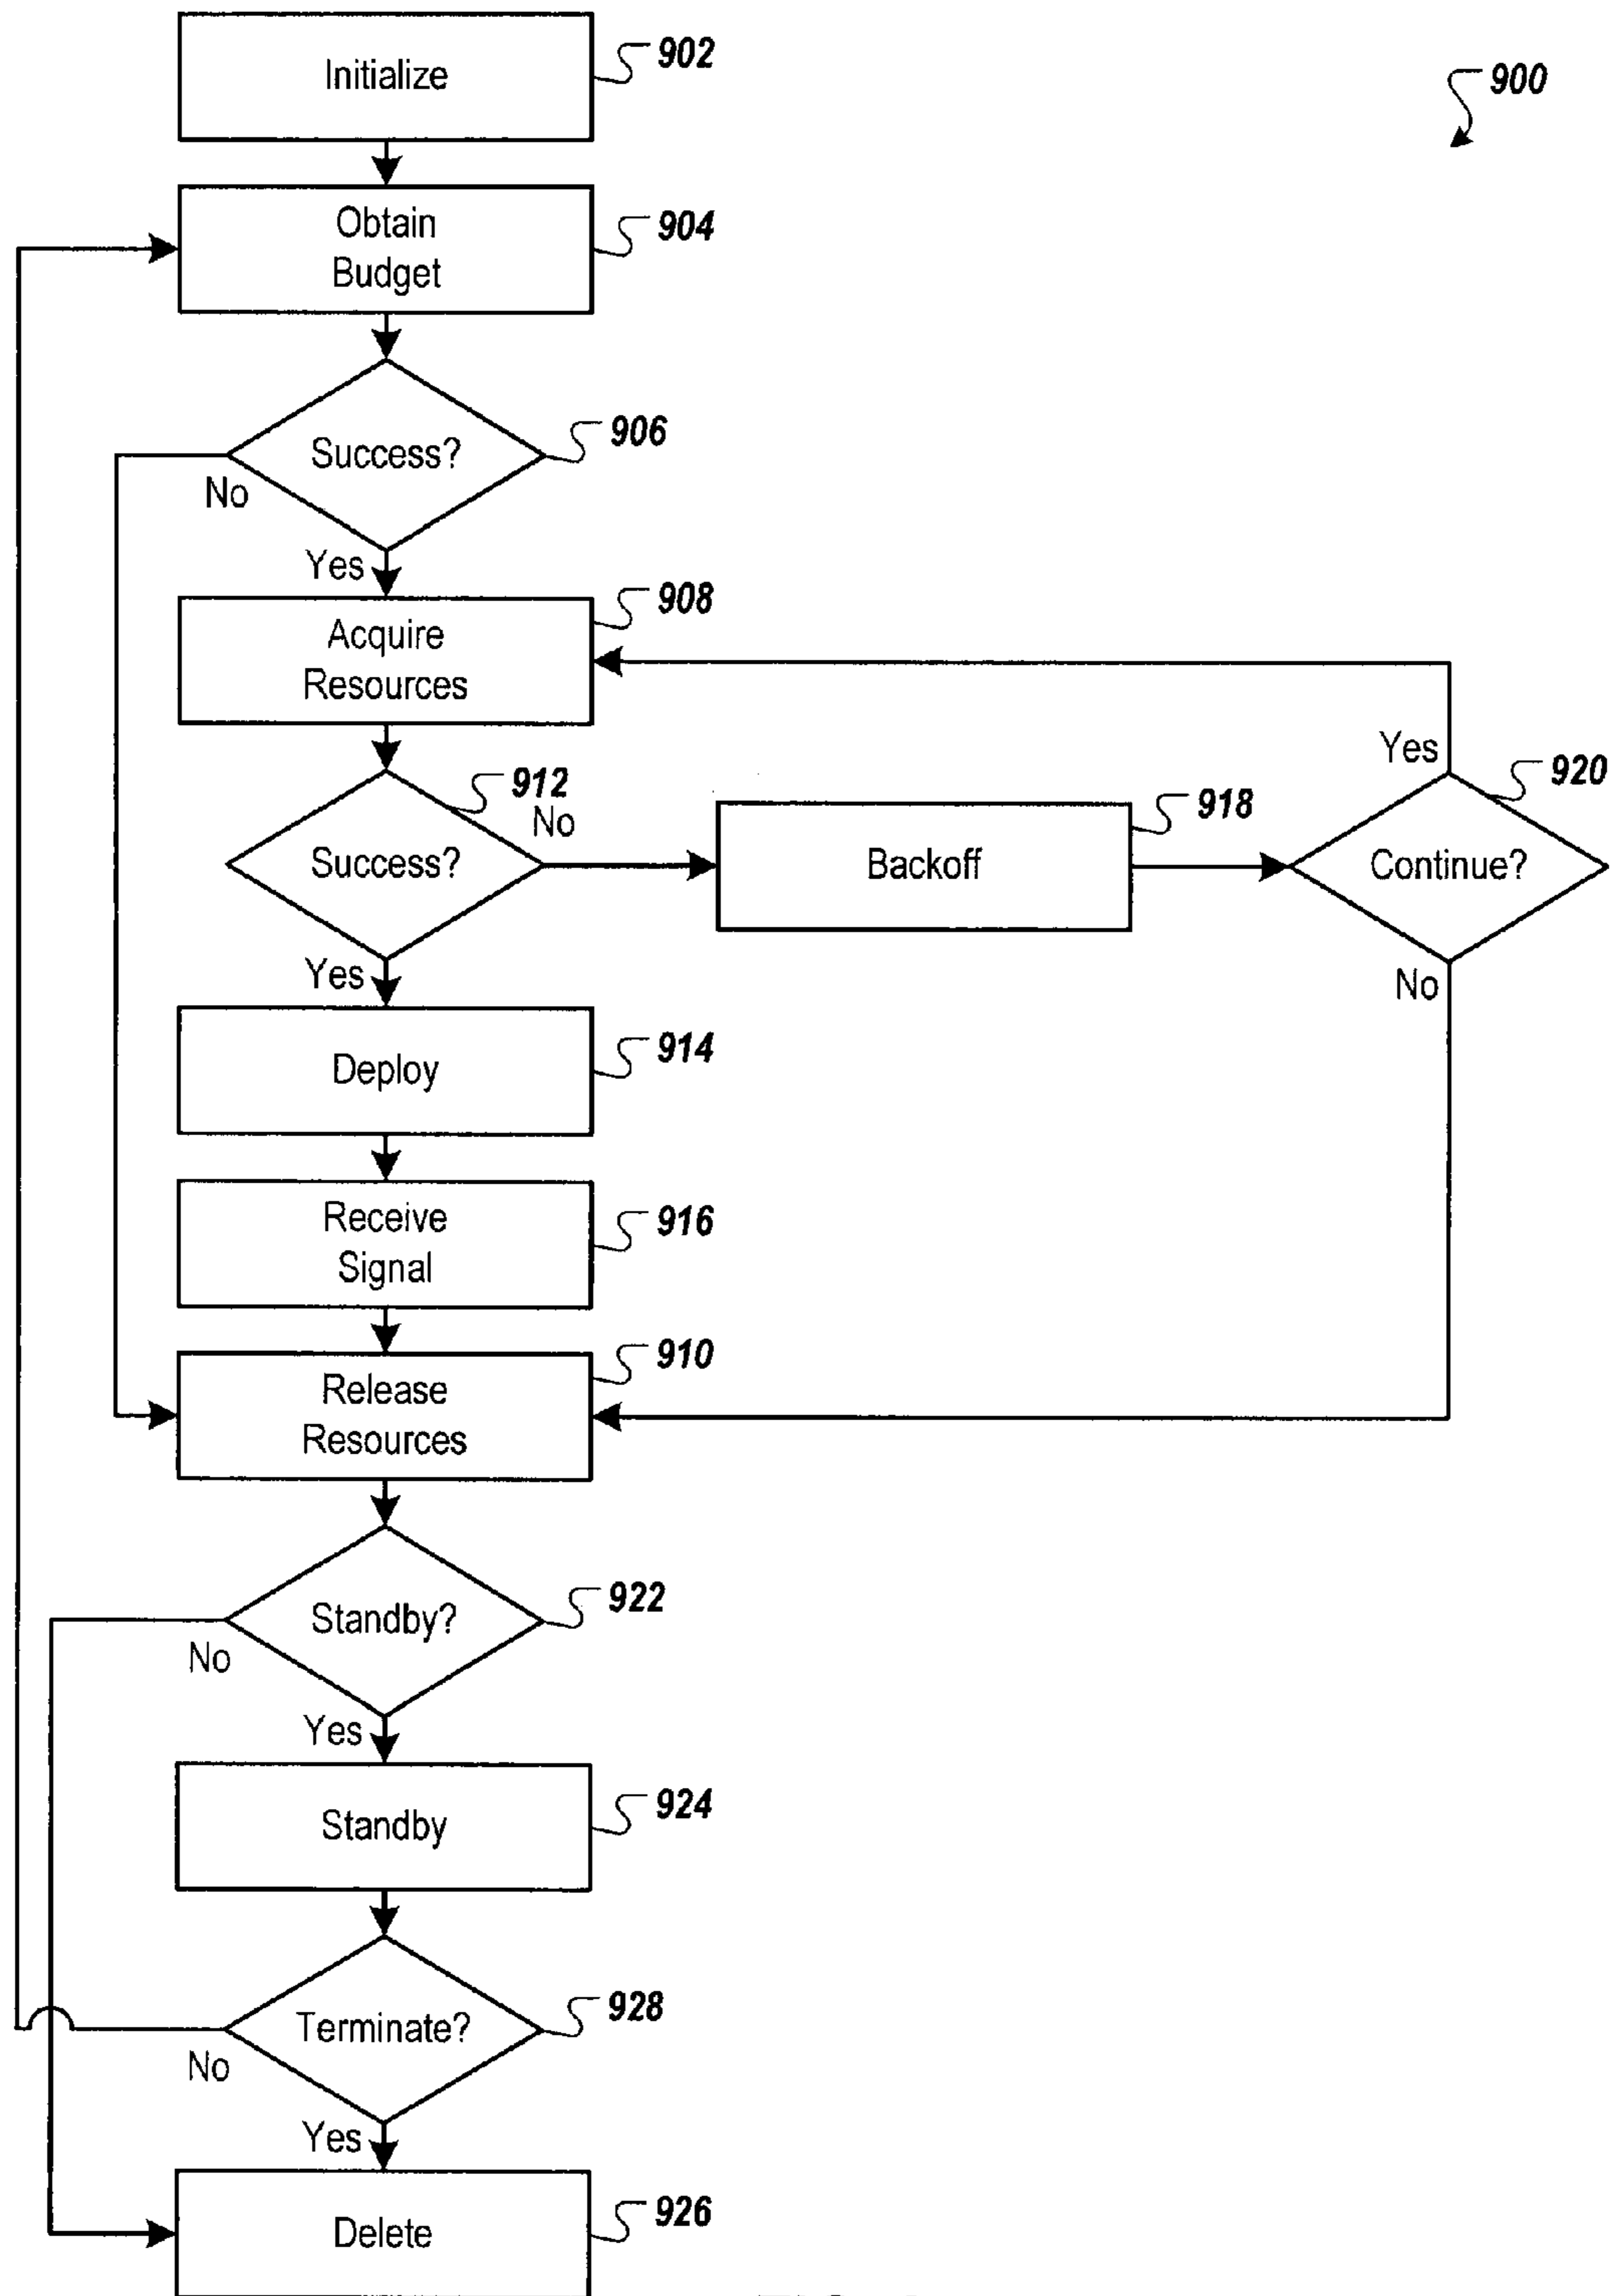 Initialize
902
900
Obtain
Budget
904
Success?
906
No
Yes
Acquire
Resources
908
Success?
912
No
Backoff
918
Continue?
920
Yes
No
Yes
Deploy
914
Receive
Signal
916
Release
Resources
910
Standby?
922
No
Yes
Standby
924
Terminate?
928
No
Yes
Delete
926